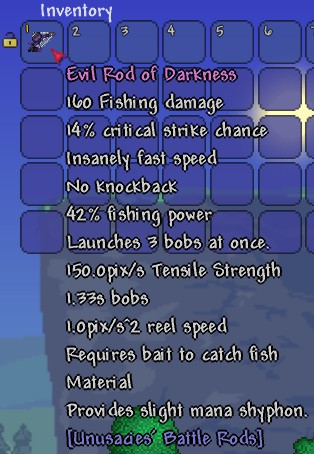 Inventory
1 2 3 4 5 6
Evil Rod of Darkness
160 Fishing damage
14% critical strike chance
Insanely fast speed
No knockback
42% fishing power
Launches 3 bobs at once.
150.0pix/s Tensile Strength
1.33s bobs
1.0pix/s^2 reel speed
Requires bait to catch fish
Material
Provides slight mana shyphon.
[Unusacies' Battle Rods]